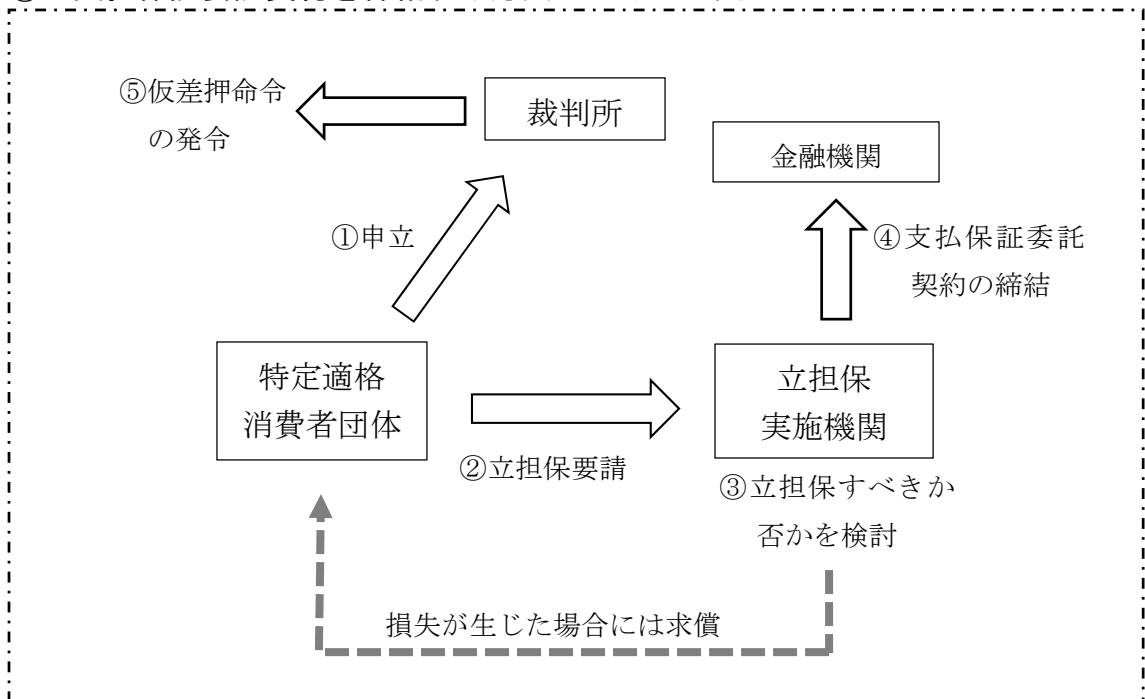 ⑤仮差押命令
の発令
裁判所
金融機関
①申立
④支払保証委託
契約の締結
特定適格
消費者団体
立担保
実施機関
②立担保要請
③立担保すべきか
否かを検討
損失が生じた場合には求償